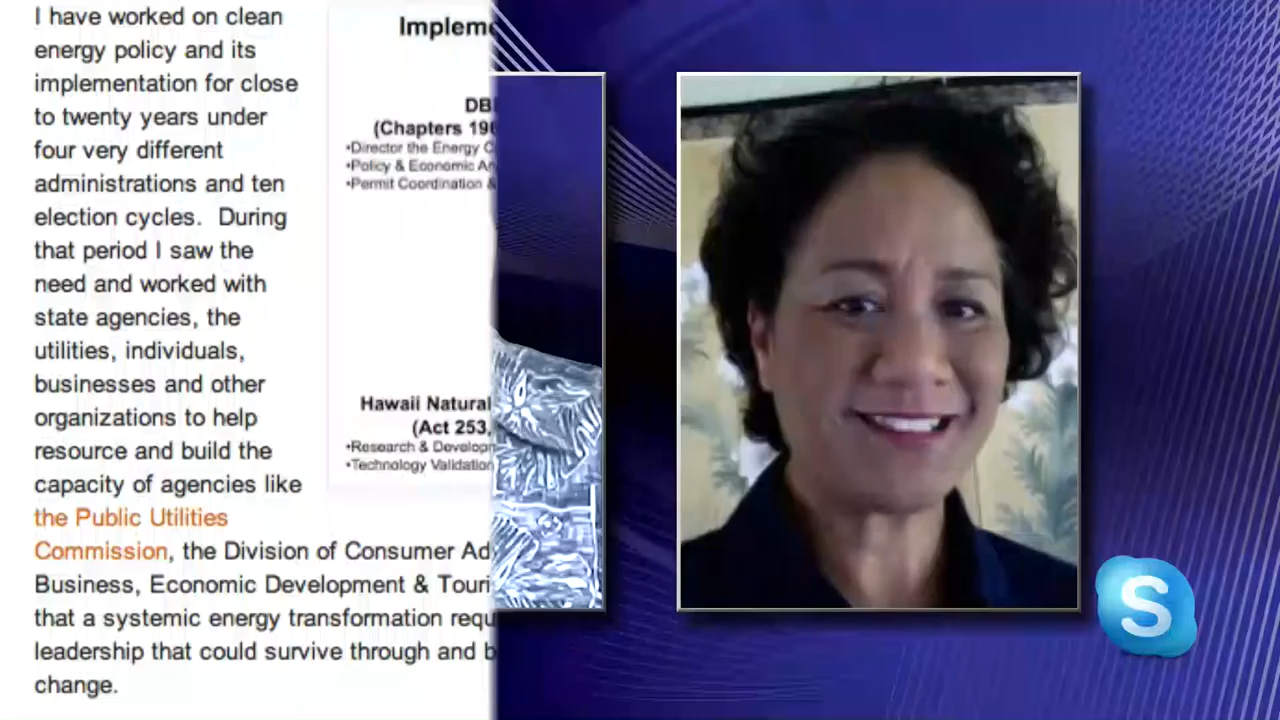 I have worked on clean
energy policy and its
implementation for close
to twenty years under
four very different
administrations and ten
election cycles.  During
that period I saw the
need and worked with
state agencies, the
utilities, individuals,
businesses and other
organizations to help
resource and build the
capacity of agencies like
the Public Utilities
Commission, the Division of Consumer Ad
Business, Economic Development & Touri
that a systemic energy transformation requ
leadership that could survive through and b
change.
Implem
DB
(Chapters 196
•Director the Energy
•Policy & Economic An
•Permit Coordination &
Hawaii Natural
(Act 253,
•Research & Develop
•Technology Validation
S